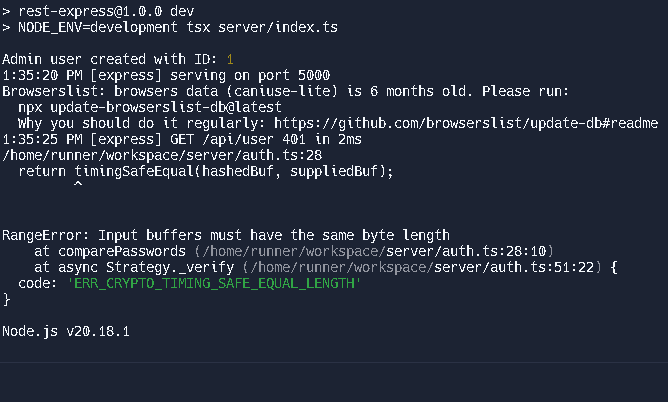 > rest-express@1.0.0 dev
> NODE_ENV=development tsx server/index.ts
Admin user created with ID: 1
1:35:20 PM [express] serving on port 5000
Browserslist: browsers data (caniuse-lite) is 6 months old. Please run:
  npx update-browserslist-db@latest
  Why you should do it regularly: https://github.com/browserslist/update-db#readme
1:35:25 PM [express] GET /api/user 401 in 2ms
/home/runner/workspace/server/auth.ts:28
  return timingSafeEqual(hashedBuf, suppliedBuf);
         ^
RangeError: Input buffers must have the same byte length
    at comparePasswords (/home/runner/workspace/server/auth.ts:28:10)
    at async Strategy._verify (/home/runner/workspace/server/auth.ts:51:22) {
  code: 'ERR_CRYPTO_TIMING_SAFE_EQUAL_LENGTH'
}
Node.js v20.18.1